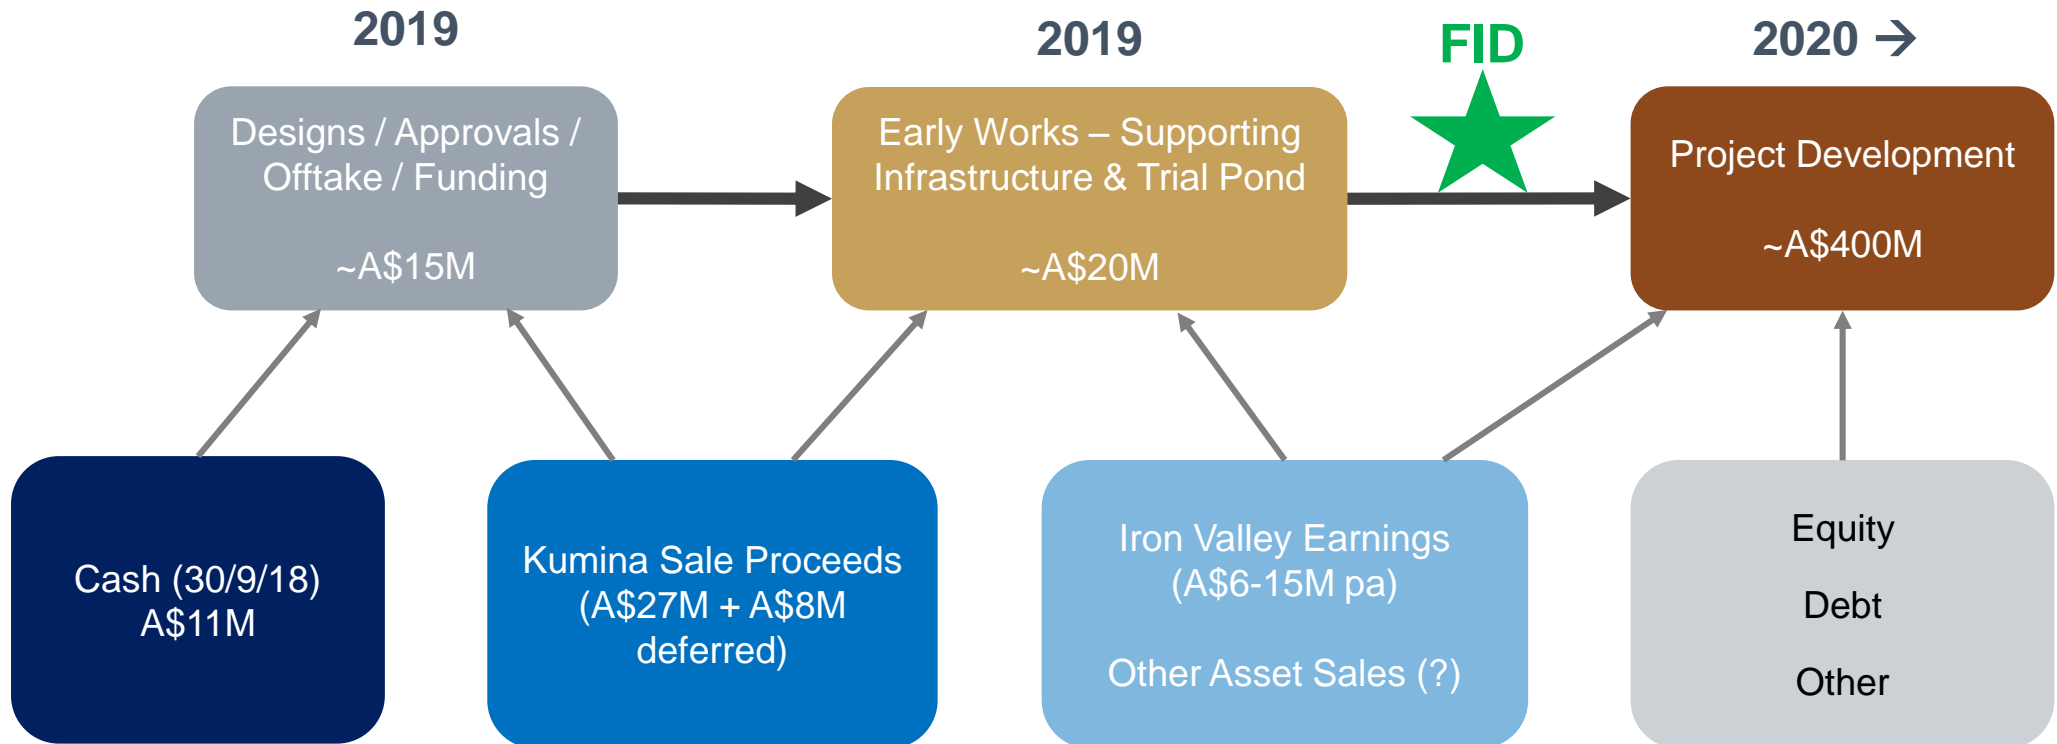 2019
2019
FID
2020 →
Designs / Approvals /
Offtake / Funding
~A$15M
Early Works – Supporting
Infrastructure & Trial Pond
~A$20M
Project Development
~A$400M
Cash (30/9/18)
A$11M
Kumina Sale Proceeds
(A$27M + A$8M
deferred)
Iron Valley Earnings
(A$6-15M pa)
Other Asset Sales (?)
Equity
Debt
Other